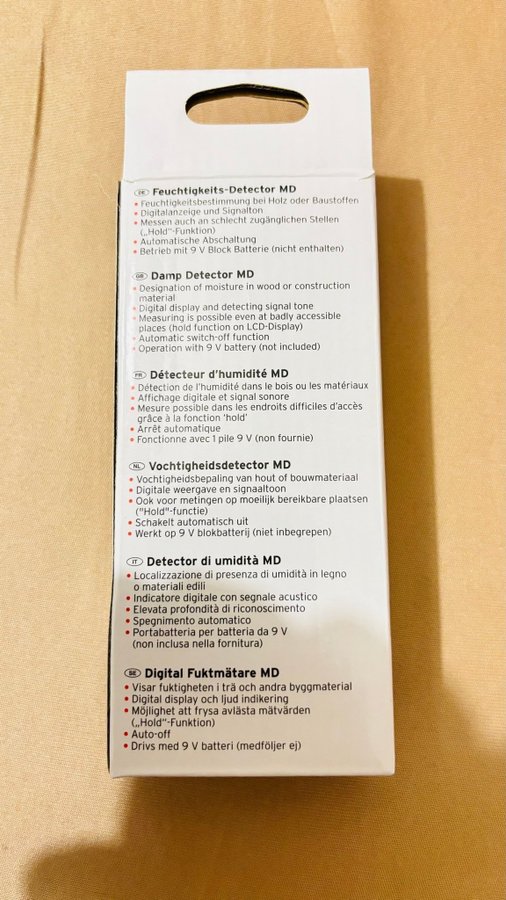 DE Feuchtigkeits-Detector MD
• Feuchtigkeitsbestimmung bei Holz oder Baustoffen
• Digitalanzeige und Signalton
• Messen auch an schlecht zugänglichen Stellen
(„Hold"-Funktion)
• Automatische Abschaltung
• Betrieb mit 9 V Block Batterie (nicht enthalten)
GB Damp Detector MD
• Designation of moisture in wood or construction
material
• Digital display and detecting signal tone
• Measuring is possible even at badly accessible
places (hold function on LCD-Display)
• Automatic switch-off function
• Operation with 9 V battery (not included)
FR Détecteur d'humidité MD
• Détection de l'humidité dans le bois ou les matériaux
• Affichage digitale et signal sonore
• Mesure possible dans les endroits difficiles d'accès
grâce à la fonction 'hold'
• Arrêt automatique
• Fonctionne avec 1 pile 9 V (non fournie)
NL Vochtigheidsdetector MD
• Vochtigheidsbepaling van hout of bouwmateriaal
• Digitale weergave en signaaltoon
• Ook voor metingen op moeilijk bereikbare plaatsen
("Hold"-functie)
• Schakelt automatisch uit
• Werkt op 9 V blokbatterij (niet inbegrepen)
IT Detector di umidità MD
• Localizzazione di presenza di umidità in legno
o materiali edili
• Indicatore digitale con segnale acustico
• Elevata profondità di riconoscimento
• Spegnimento automatico
• Portabatteria per batteria da 9 V
(non inclusa nella fornitura)
SE Digital Fuktmätare MD
• Visar fuktigheten i trä och andra byggmaterial
• Digital display och ljud indikering
• Möjlighet att frysa avlästa mätvärden
(„Hold"-Funktion)
• Auto-off
• Drivs med 9 V batteri (medföljer ej)